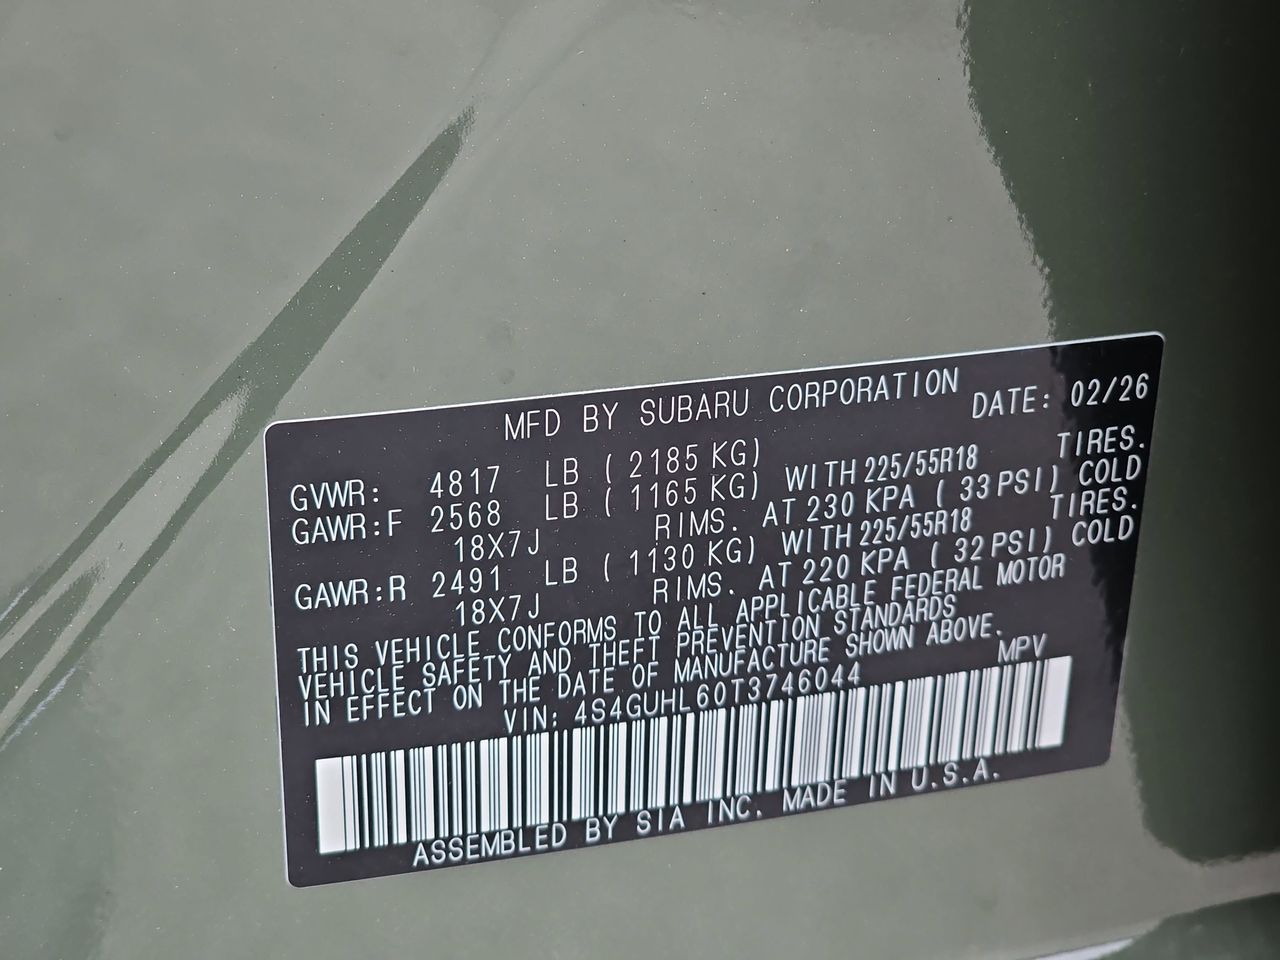 MFD BY SUBARU CORPORATION DATE: 02/26
GVWR: 4817 LB ( 2185 KG)
GAWR:F 2568 LB ( 1165 KG) WITH 225/55R18 TIRES.
18X7J RIMS. AT 230 KPA ( 33 PSI) COLD
GAWR:R 2491 LB ( 1130 KG) WITH 225/55R18 TIRES.
18X7J RIMS. AT 220 KPA ( 32 PSI) COLD
THIS VEHICLE CONFORMS TO ALL APPLICABLE FEDERAL MOTOR
VEHICLE SAFETY AND THEFT PREVENTION STANDARDS
IN EFFECT ON THE DATE OF MANUFACTURE SHOWN ABOVE.
VIN: 4S4GUHL60T3746044 MPV
ASSEMBLED BY SIA INC. MADE IN U.S.A.